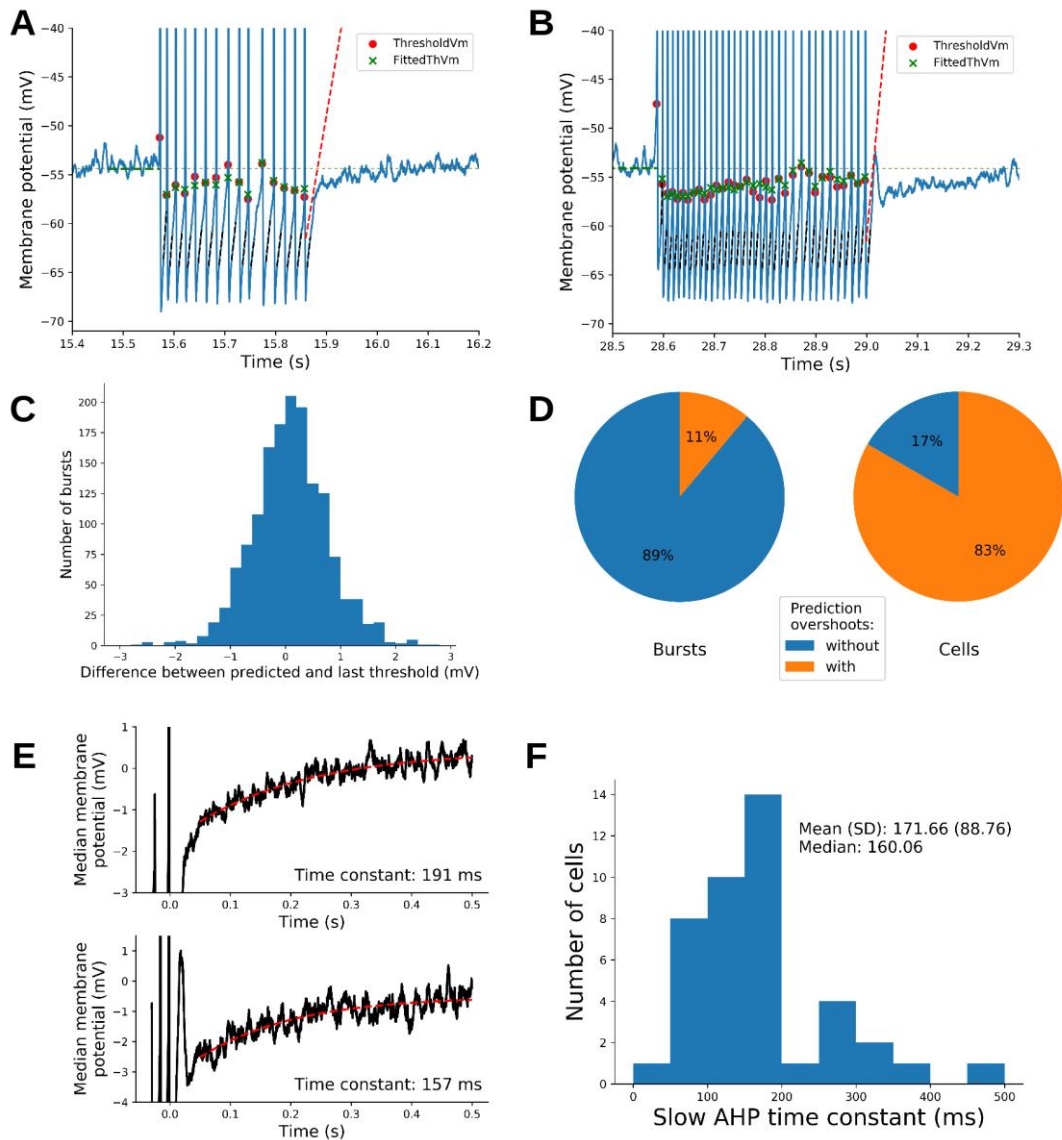 A
−40
−45
−50
−55
−60
−65
−70
Membrane potential (mV)
ThresholdVm
FittedThVm
15.4 15.5 15.6 15.7 15.8 15.9 16.0 16.1 16.2
Time (s)
B
−40
−45
−50
−55
−60
−65
−70
Membrane potential (mV)
ThresholdVm
FittedThVm
28.5 28.6 28.7 28.8 28.9 29.0 29.1 29.2 29.3
Time (s)
C
200
175
150
125
100
75
50
25
0
Number of bursts
−3 −2 −1 0 1 2 3
Difference between predicted and last threshold (mV)
D
11%
89%
Bursts
17%
83%
Cells
Prediction
overshoots:
without
with
E
Median membrane
potential (mV)
1
0
−1
−2
−3
Time constant: 191 ms
0.0 0.1 0.2 0.3 0.4 0.5
Time (s)
Median membrane
potential (mV)
1
0
−1
−2
−3
−4
Time constant: 157 ms
0.0 0.1 0.2 0.3 0.4 0.5
Time (s)
F
14
12
10
8
6
4
2
0
Number of cells
Mean (SD): 171.66 (88.76)
Median: 160.06
0 100 200 300 400 500
Slow AHP time constant (ms)